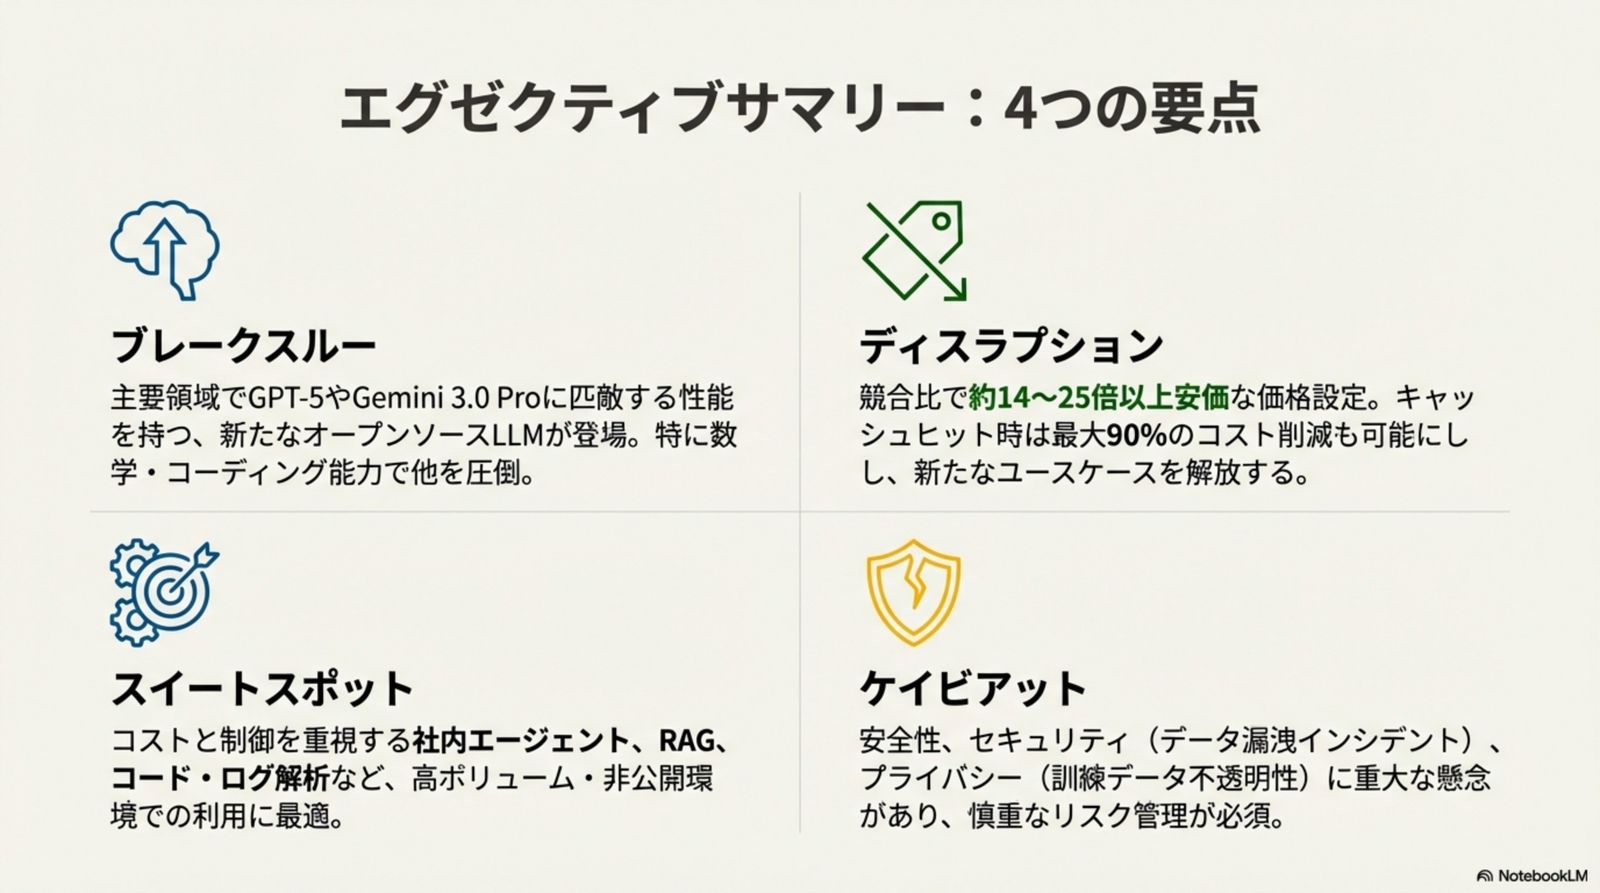 エグゼクティブサマリー：4つの要点
ブレークスルー
主要領域でGPT-5やGemini 3.0 Proに匹敵する性能
を持つ、新たなオープンソースLLMが登場。特に数
学・コーディング能力で他を圧倒。
ディスラプション
競合比で約14〜25倍以上安価な価格設定。キャッ
シュヒット時は最大90%のコスト削減も可能にし
し、新たなユースケースを解放する。
スイートスポット
コストと制御を重視する社内エージェント、RAG、
コード・ログ解析など、高ボリューム・非公開環
境での利用に最適。
ケイビアット
安全性、セキュリティ（データ漏洩インシデント）、
プライバシー（訓練データ不透明性）に重大な懸念
があり、慎重なリスク管理が必須。
NotebookLM